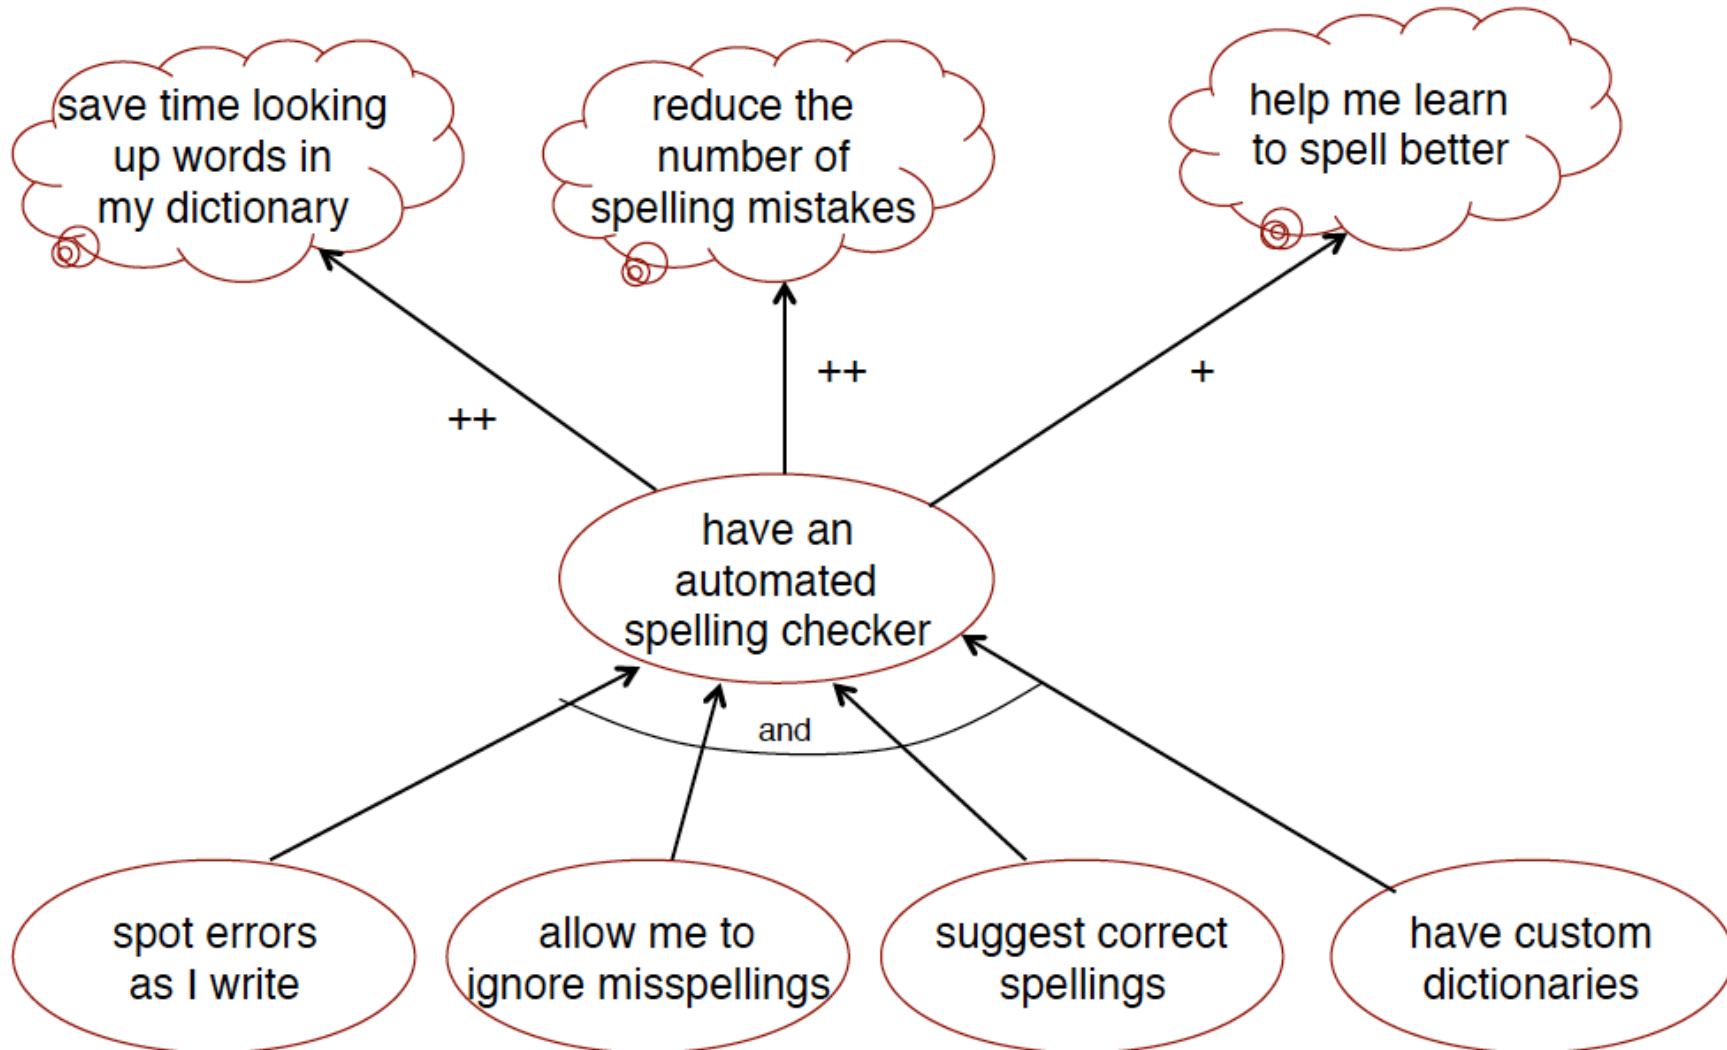 save time looking
up words in
my dictionary
reduce the
number of
spelling mistakes
help me learn
to spell better
++
++
+
have an
automated
spelling checker
and
spot errors
as I write
allow me to
ignore misspellings
suggest correct
spellings
have custom
dictionaries